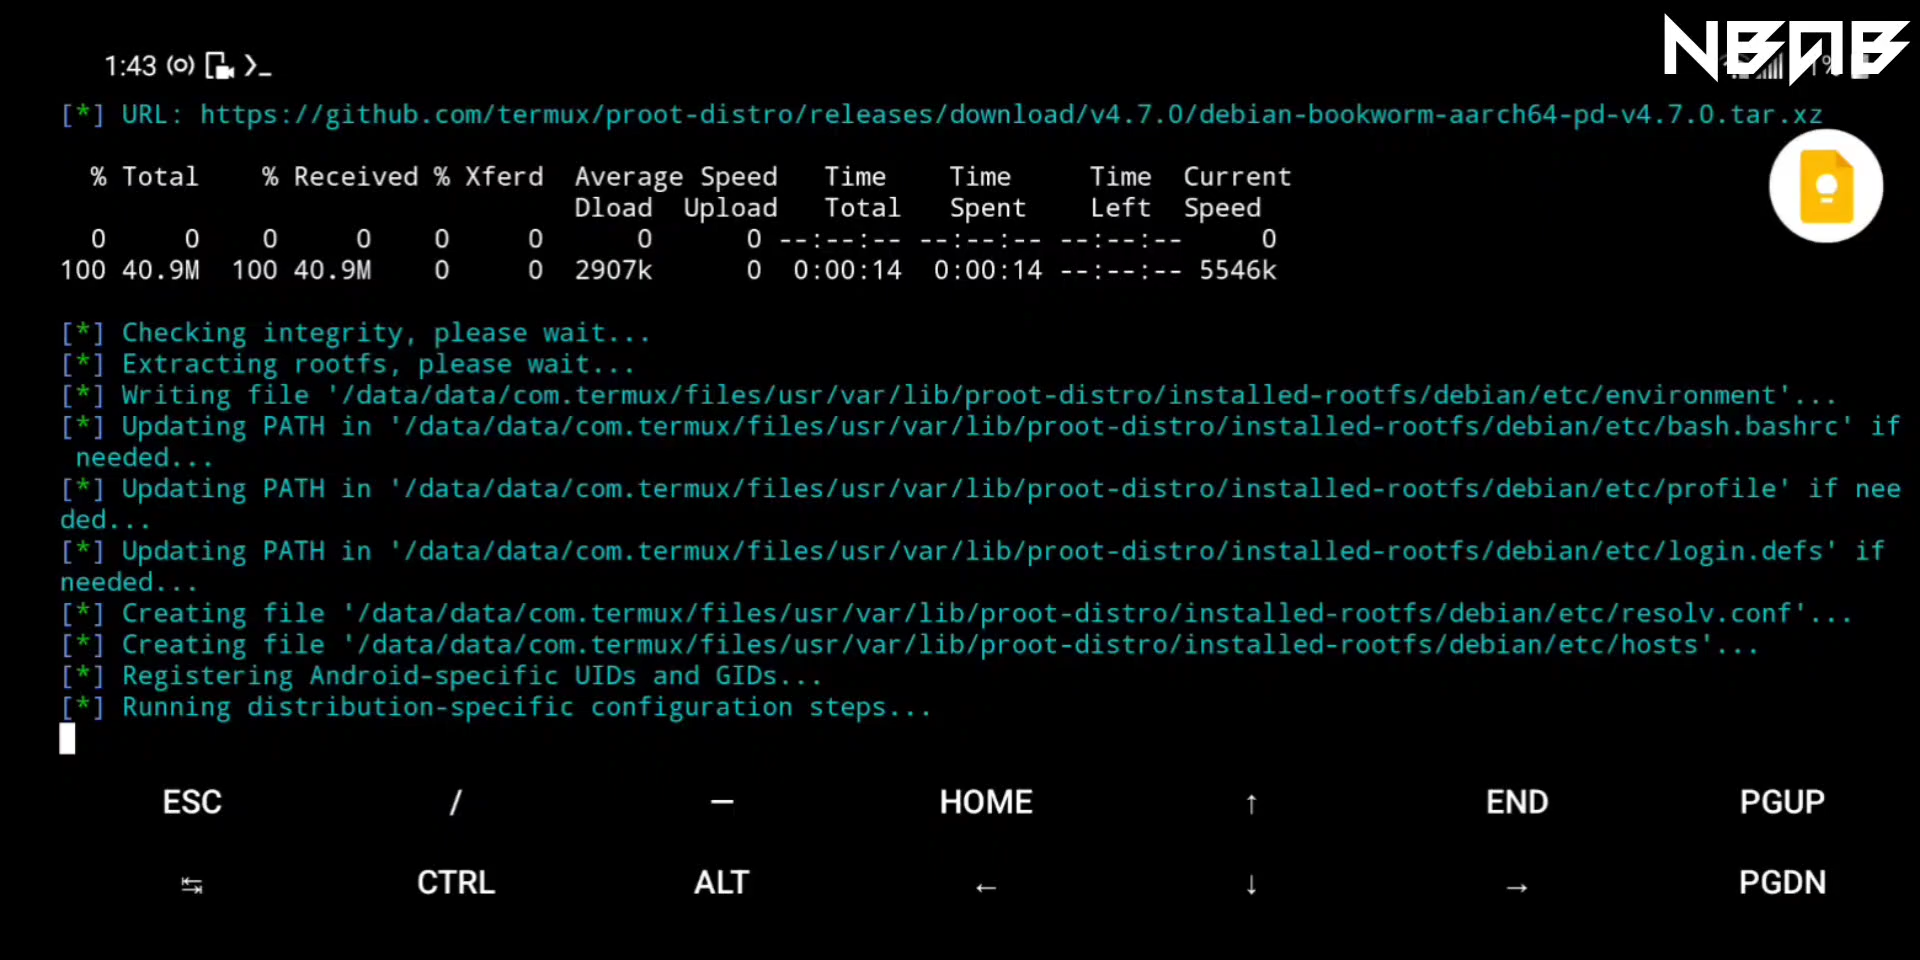 NBAB
1:43
[*] URL: https://github.com/termux/proot-distro/releases/download/v4.7.0/debian-bookworm-aarch64-pd-v4.7.0.tar.xz
% Total % Received % Xferd Average Speed Time Time Time Current
Dload Upload Total Spent Left Speed
0 0 0 0 0 0 0 0 --:--:-- --:--:-- --:--:-- 0
100 40.9M 100 40.9M 0 0 2907k 0 0:00:14 0:00:14 --:--:-- 5546k
[*] Checking integrity, please wait...
[*] Extracting rootfs, please wait...
[*] Writing file '/data/data/com.termux/files/usr/var/lib/proot-distro/installed-rootfs/debian/etc/environment'...
[*] Updating PATH in '/data/data/com.termux/files/usr/var/lib/proot-distro/installed-rootfs/debian/etc/bash.bashrc' if
needed...
[*] Updating PATH in '/data/data/com.termux/files/usr/var/lib/proot-distro/installed-rootfs/debian/etc/profile' if nee
ded...
[*] Updating PATH in '/data/data/com.termux/files/usr/var/lib/proot-distro/installed-rootfs/debian/etc/login.defs' if
needed...
[*] Creating file '/data/data/com.termux/files/usr/var/lib/proot-distro/installed-rootfs/debian/etc/resolv.conf'...
[*] Creating file '/data/data/com.termux/files/usr/var/lib/proot-distro/installed-rootfs/debian/etc/hosts'...
[*] Registering Android-specific UIDs and GIDs...
[*] Running distribution-specific configuration steps...
ESC / — HOME ↑ END PGUP
↹ CTRL ALT ← ↓ → PGDN